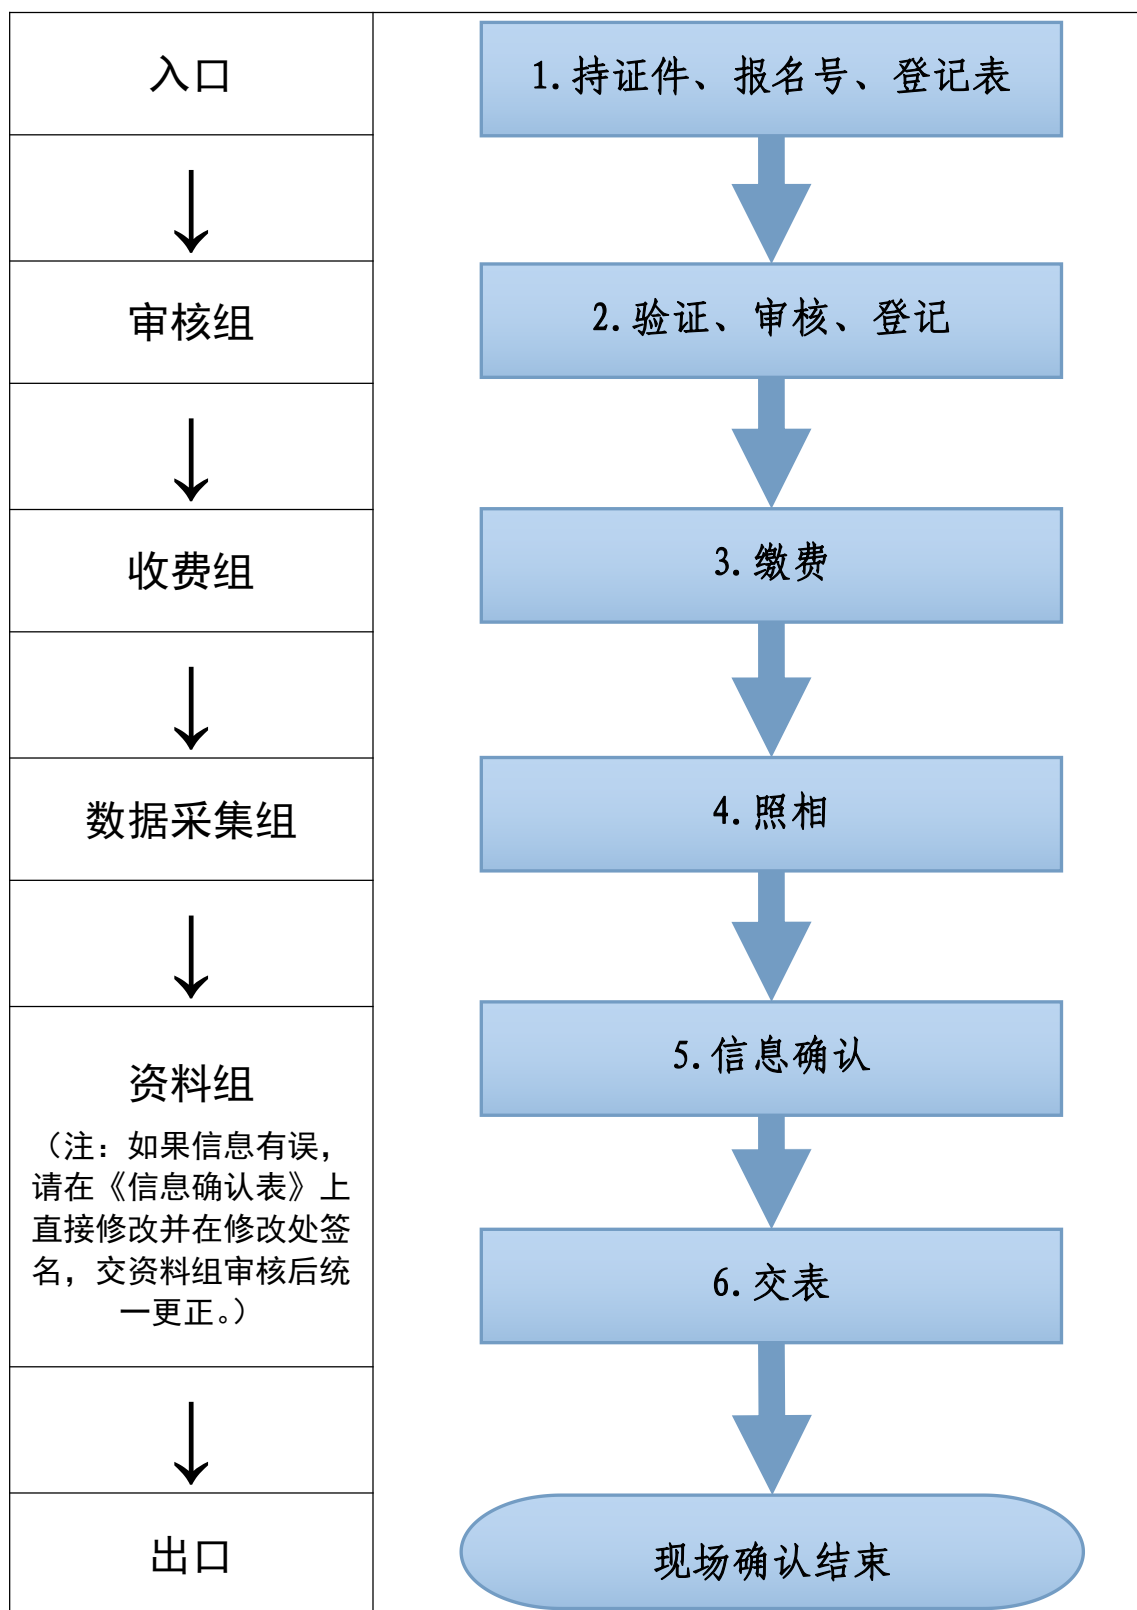 入口
1.持证件、报名号、登记表
↓
审核组
2.验证、审核、登记
↓
收费组
3.缴费
↓
数据采集组
4.照相
↓
资料组
5.信息确认
（注：如果信息有误，
请在《信息确认表》上
直接修改并在修改处签
名，交资料组审核后统
一更正。）
6.交表
↓
出口
现场确认结束